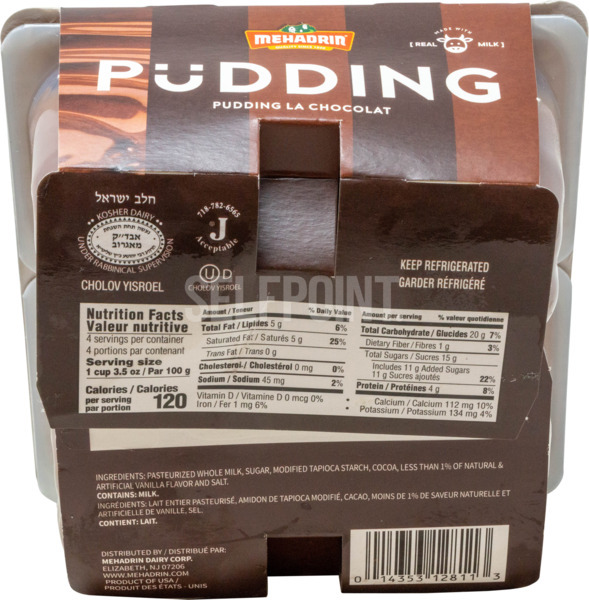 MEHADRIN
[ REAL MADE WITH MILK ]
PUDDING
PUDDING LA CHOCOLAT
חלב ישראל
KOSHER DAIRY
אבד״ק
מאגרוב
UNDER RABBINICAL SUPERVISION
CHOLOV YISROEL
718-782-6565
J
Acceptable
U D
CHOLOV YISROEL
KEEP REFRIGERATED
GARDER RÉFRIGÉRÉ
SELEPOINT
Nutrition Facts
Valeur nutritive
4 servings per container
4 portions par contenant
Serving size
1 cup 3.5 oz / Par 100 g
Calories / Calories
per serving
par portion
120
Amount / Teneur % Daily Value
Total Fat / Lipides 5 g 6%
Saturated Fat / Saturés 5 g 25%
Trans Fat / Trans 0 g
Cholesterol / Cholestérol 0 mg 0%
Sodium / Sodium 45 mg 2%
Vitamin D / Vitamine D 0 mcg 0% •
Iron / Fer 1 mg 6%
Amount per serving % valeur quotidienne
Total Carbohydrate / Glucides 20 g 7%
Dietary Fiber / Fibres 1 g 3%
Total Sugars / Sucres 15 g
Includes 11 g Added Sugars
11 g Sucres ajoutés 22%
Protein / Protéines 4 g 8%
Calcium / Calcium 112 mg 10%
Potassium / Potassium 134 mg 4%
INGREDIENTS: PASTEURIZED WHOLE MILK, SUGAR, MODIFIED TAPIOCA STARCH, COCOA, LESS THAN 1% OF NATURAL &
ARTIFICIAL VANILLA FLAVOR AND SALT.
CONTAINS: MILK.
INGRÉDIENTS: LAIT ENTIER PASTEURISÉ, AMIDON DE TAPIOCA MODIFIÉ, CACAO, MOINS DE 1% DE SAVEUR NATURELLE ET
ARTIFICIELLE DE VANILLE, SEL.
CONTIENT: LAIT.
DISTRIBUTED BY / DISTRIBUÉ PAR:
MEHADRIN DAIRY CORP.
ELIZABETH, NJ 07206
WWW.MEHADRIN.COM
PRODUCT OF USA /
PRODUIT DES ÉTATS - UNIS
0 14353 12811 3